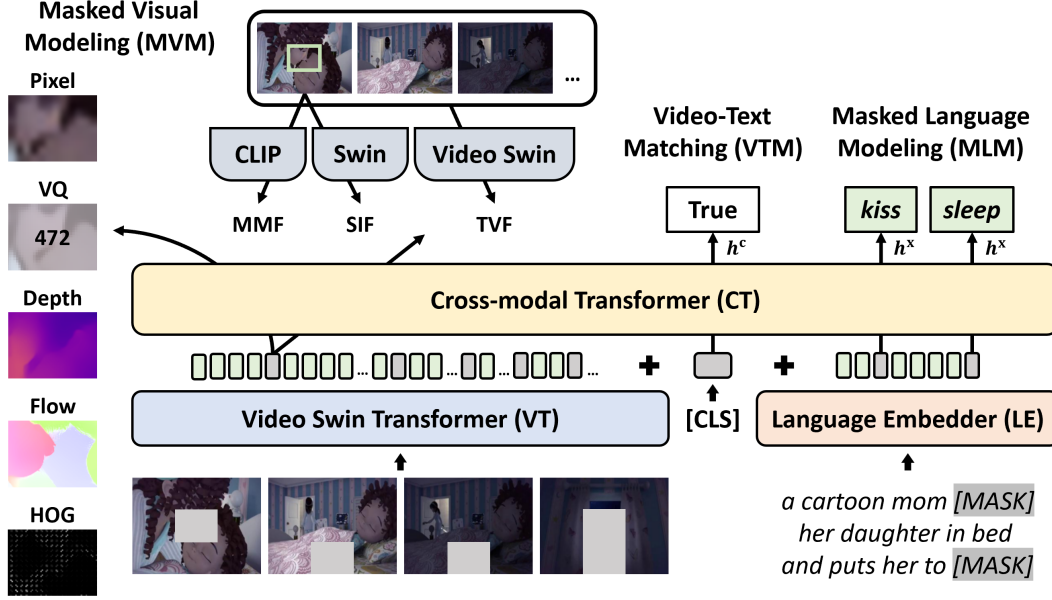 Masked Visual
Modeling (MVM)
Pixel
VQ
472
Depth
Flow
HOG
...
CLIP
Swin
Video Swin
MMF
SIF
TVF
Video-Text
Matching (VTM)
True
h^c
Masked Language
Modeling (MLM)
kiss
sleep
h^x
h^x
Cross-modal Transformer (CT)
... ... ... ...
+
+
Video Swin Transformer (VT)
[CLS]
Language Embedder (LE)
a cartoon mom [MASK]
her daughter in bed
and puts her to [MASK]